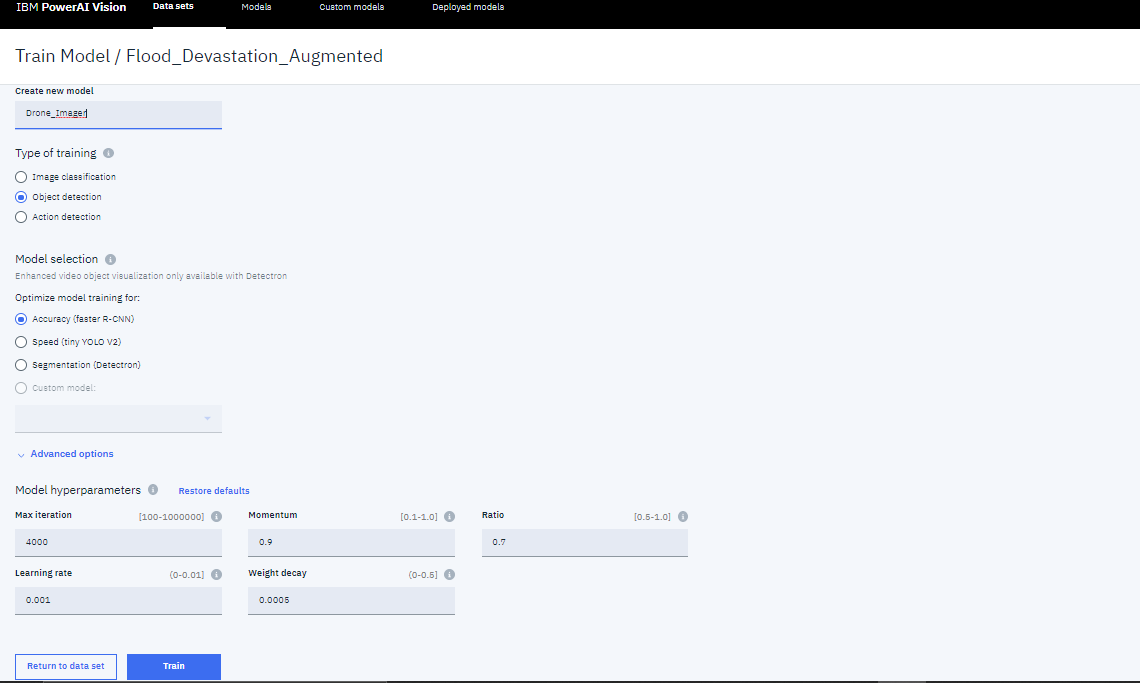 IBM PowerAI Vision Data sets Models Custom models Deployed models
Train Model / Flood_Devastation_Augmented
Create new model
Drone_Imager
Type of training
Image classification
Object detection
Action detection
Model selection
Enhanced video object visualization only available with Detectron
Optimize model training for:
Accuracy (faster R-CNN)
Speed (tiny YOLO V2)
Segmentation (Detectron)
Custom model:
Advanced options
Model hyperparameters Restore defaults
Max iteration [100-1000000] Momentum [0.1-1.0] Ratio [0.5-1.0]
4000 0.9 0.7
Learning rate (0-0.01] Weight decay (0-0.5]
0.001 0.0005
Return to data set Train